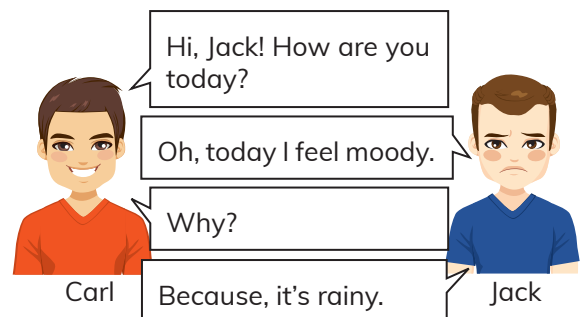 Hi, Jack! How are you
today?
Oh, today I feel moody.
Why?
Because, it's rainy.
Carl
Jack